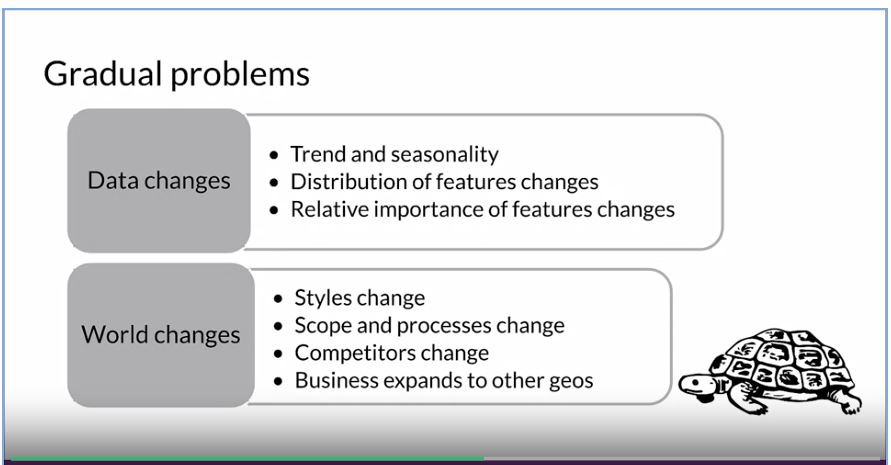 Gradual problems
Data changes
• Trend and seasonality
• Distribution of features changes
• Relative importance of features changes
World changes
• Styles change
• Scope and processes change
• Competitors change
• Business expands to other geos